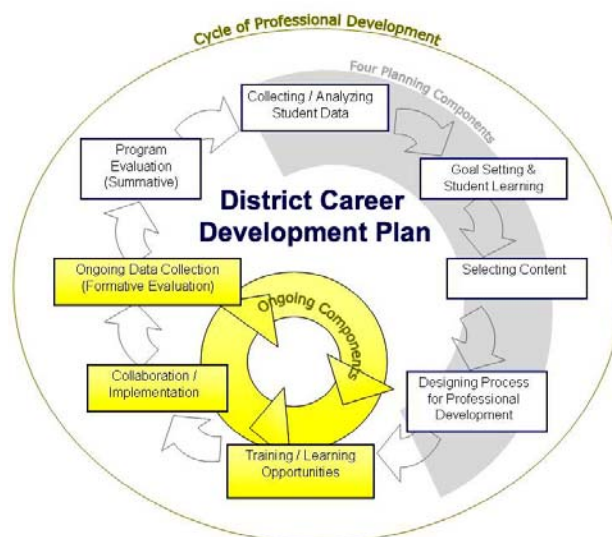 Cycle of Professional Development
Four Planning Components
Collecting / Analyzing
Student Data
Goal Setting &
Student Learning
Selecting Content
Designing Process
for Professional
Development
Training / Learning
Opportunities
Collaboration /
Implementation
Ongoing Data Collection
(Formative Evaluation)
Program
Evaluation
(Summative)
District Career
Development Plan
Ongoing Components